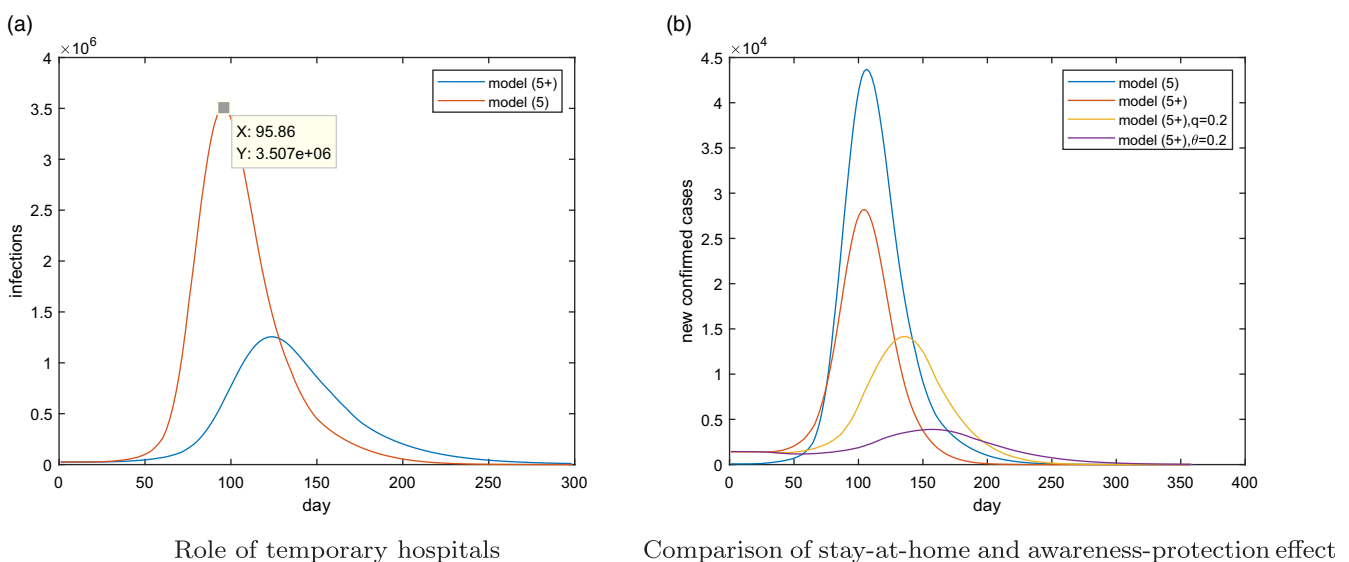 (a)
×10⁶
4
3.5
3
2.5
2
1.5
1
0.5
0
0 50 100 150 200 250 300
infections
day
model (5+)
model (5)
X: 95.86
Y: 3.507e+06
Role of temporary hospitals
(b)
×10⁴
4.5
4
3.5
3
2.5
2
1.5
1
0.5
0
0 50 100 150 200 250 300 350 400
new confirmed cases
day
model (5)
model (5+)
model (5+),q=0.2
model (5+),θ=0.2
Comparison of stay-at-home and awareness-protection effect